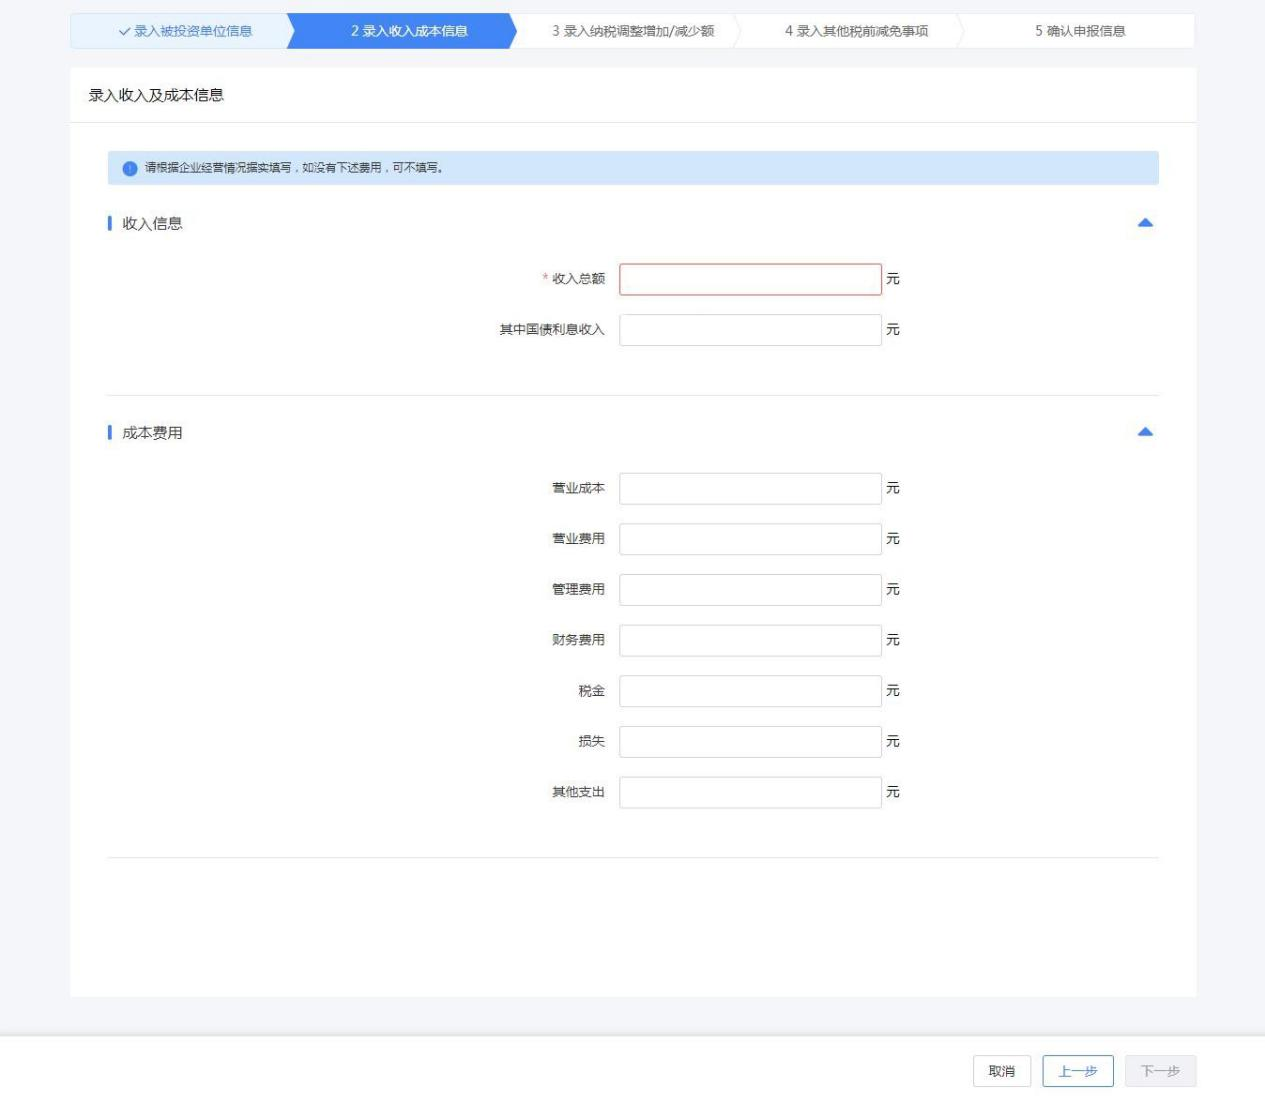 录入被投资单位信息
2 录入收入成本信息
3 录入纳税调整增加/减少额
4 录入其他税前减免事项
5 确认申报信息
录入收入及成本信息
请根据企业经营情况据实填写，如没有下述费用，可不填写。
收入信息
* 收入总额 元
其中国债利息收入 元
成本费用
营业成本 元
营业费用 元
管理费用 元
财务费用 元
税金 元
损失 元
其他支出 元
取消 上一步 下一步